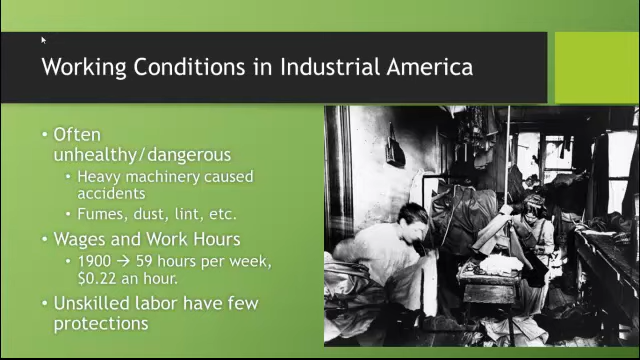 Working Conditions in Industrial America
• Often
unhealthy/dangerous
• Heavy machinery caused
accidents
• Fumes, dust, lint, etc.
• Wages and Work Hours
• 1900 → 59 hours per week,
$0.22 an hour.
• Unskilled labor have few
protections